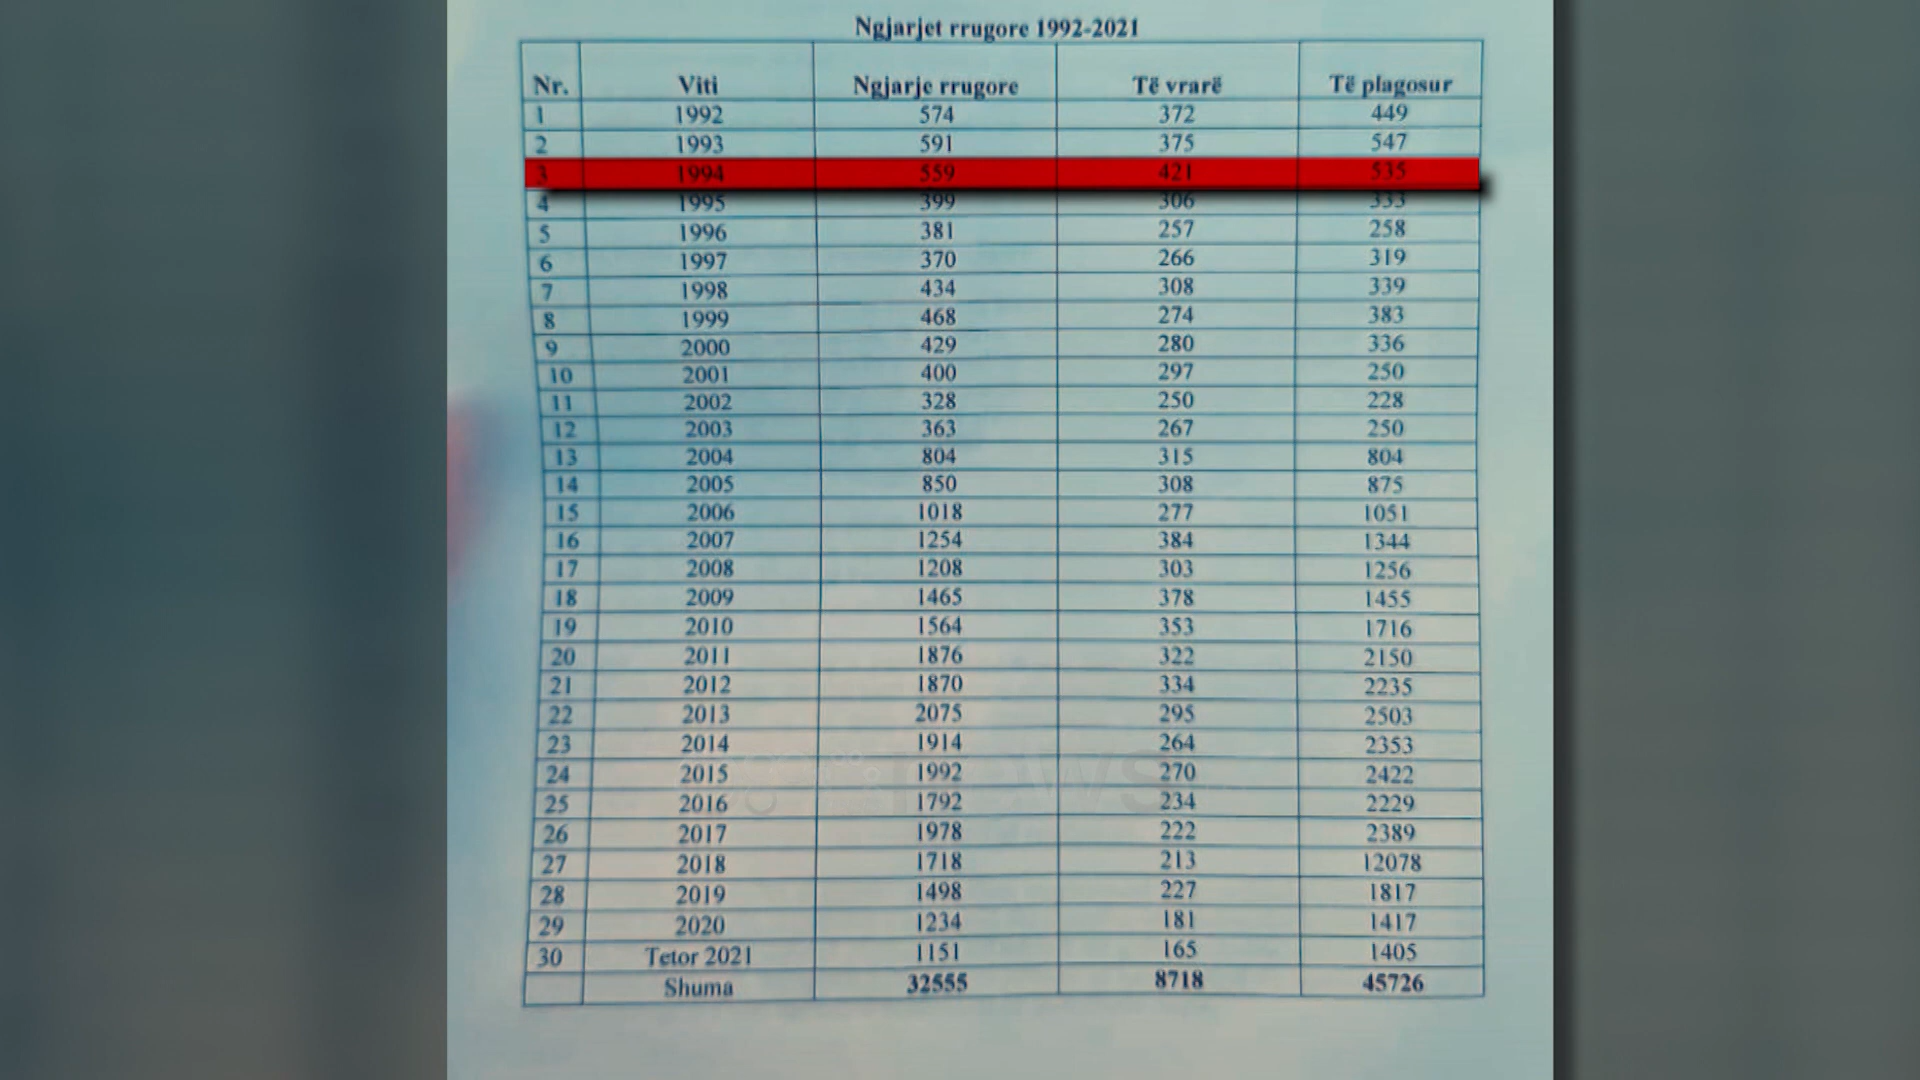 Ngjarjet rrugore 1992-2021
Nr. Viti Ngjarje rrugore Të vrarë Të plagosur
1 1992 574 372 449
2 1993 591 375 547
3 1994 559 421 535
4 1995 399 306 333
5 1996 381 257 258
6 1997 370 266 319
7 1998 434 308 339
8 1999 468 274 383
9 2000 429 280 336
10 2001 400 297 250
11 2002 328 250 228
12 2003 363 267 250
13 2004 804 315 804
14 2005 850 308 875
15 2006 1018 277 1051
16 2007 1254 384 1344
17 2008 1208 303 1256
18 2009 1465 378 1455
19 2010 1564 353 1716
20 2011 1876 322 2150
21 2012 1870 334 2235
22 2013 2075 295 2503
23 2014 1914 264 2353
24 2015 1992 270 2422
25 2016 1792 234 2229
26 2017 1978 222 2389
27 2018 1718 213 12078
28 2019 1498 227 1817
29 2020 1234 181 1417
30 Tetor 2021 1151 165 1405
Shuma 32555 8718 45726